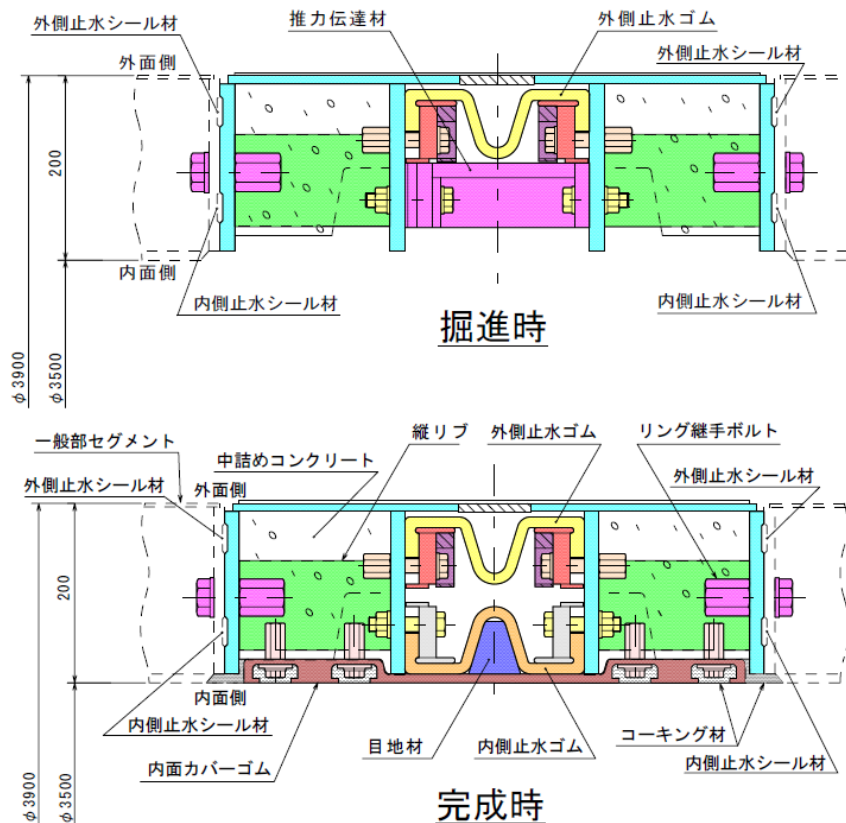 外側止水シール材
推力伝達材
外側止水ゴム
外側止水シール材
外面側
200
内面側
内側止水シール材
内側止水シール材
掘進時
φ3900
φ3500
一般部セグメント
中詰めコンクリート
縦リブ
外側止水ゴム
リング継手ボルト
外側止水シール材
外面側
外側止水シール材
200
内面側
内側止水シール材
内面カバーゴム
目地材
内側止水ゴム
コーキング材
内側止水シール材
完成時
φ3900
φ3500